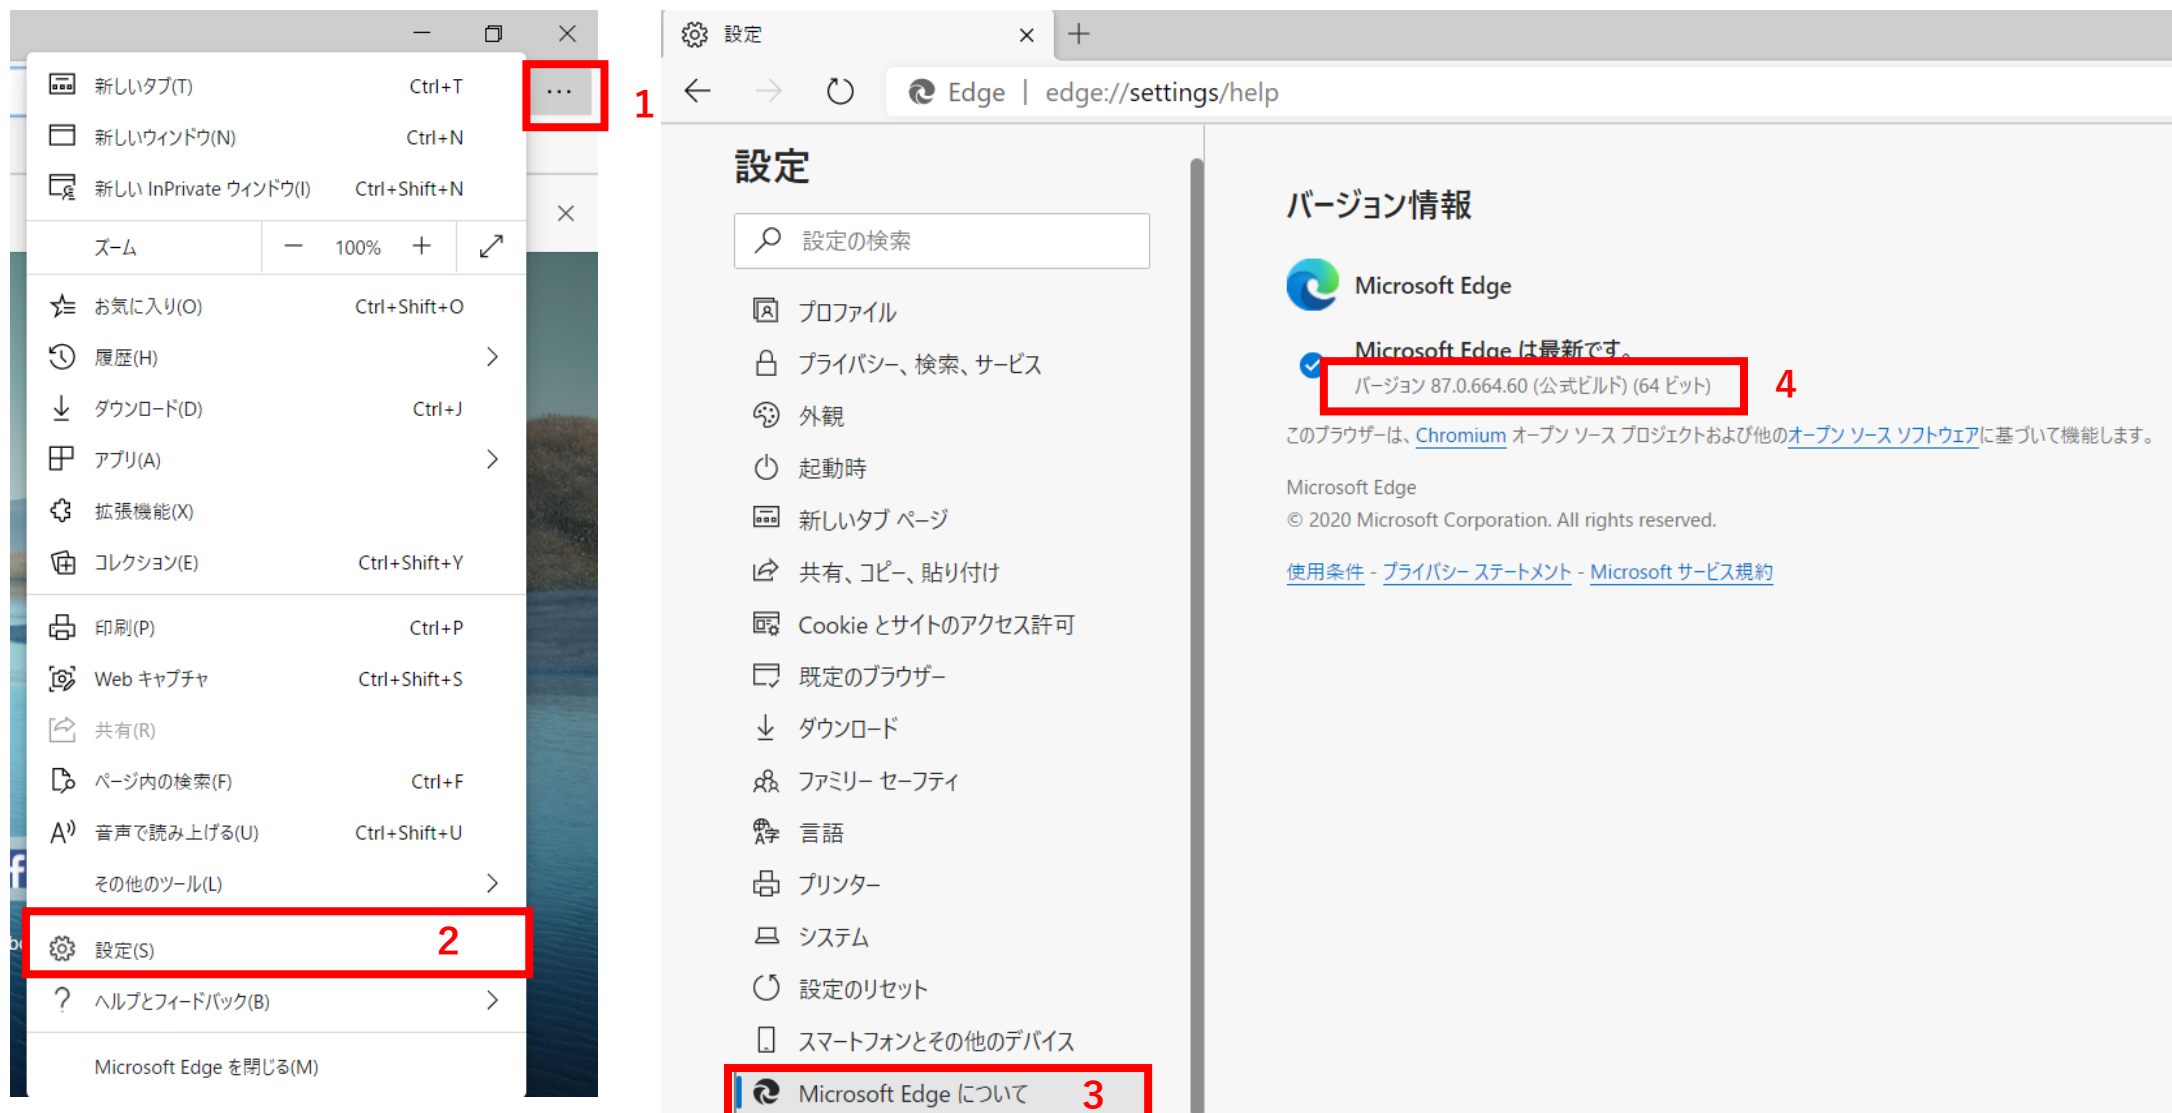 新しいタブ(T) Ctrl+T
新しいウィンドウ(N) Ctrl+N
新しい InPrivate ウィンドウ(I) Ctrl+Shift+N
ズーム 100%
お気に入り(O) Ctrl+Shift+O
履歴(H)
ダウンロード(D) Ctrl+J
アプリ(A)
拡張機能(X)
コレクション(E) Ctrl+Shift+Y
印刷(P) Ctrl+P
Web キャプチャ Ctrl+Shift+S
共有(R)
ページ内の検索(F) Ctrl+F
音声で読み上げる(U) Ctrl+Shift+U
その他のツール(L)
設定(S) 2
ヘルプとフィードバック(B)
Microsoft Edge を閉じる(M)
1
設定
Edge | edge://settings/help
設定
設定の検索
プロファイル
プライバシー、検索、サービス
外観
起動時
新しいタブ ページ
共有、コピー、貼り付け
Cookie とサイトのアクセス許可
既定のブラウザー
ダウンロード
ファミリー セーフティ
言語
プリンター
システム
設定のリセット
スマートフォンとその他のデバイス
Microsoft Edge について 3
バージョン情報
Microsoft Edge
Microsoft Edge は最新です。
バージョン 87.0.664.60 (公式ビルド) (64 ビット) 4
このブラウザーは、Chromium オープン ソース プロジェクトおよび他のオープン ソース ソフトウェアに基づいて機能します。
Microsoft Edge
© 2020 Microsoft Corporation. All rights reserved.
使用条件 - プライバシー ステートメント - Microsoft サービス規約